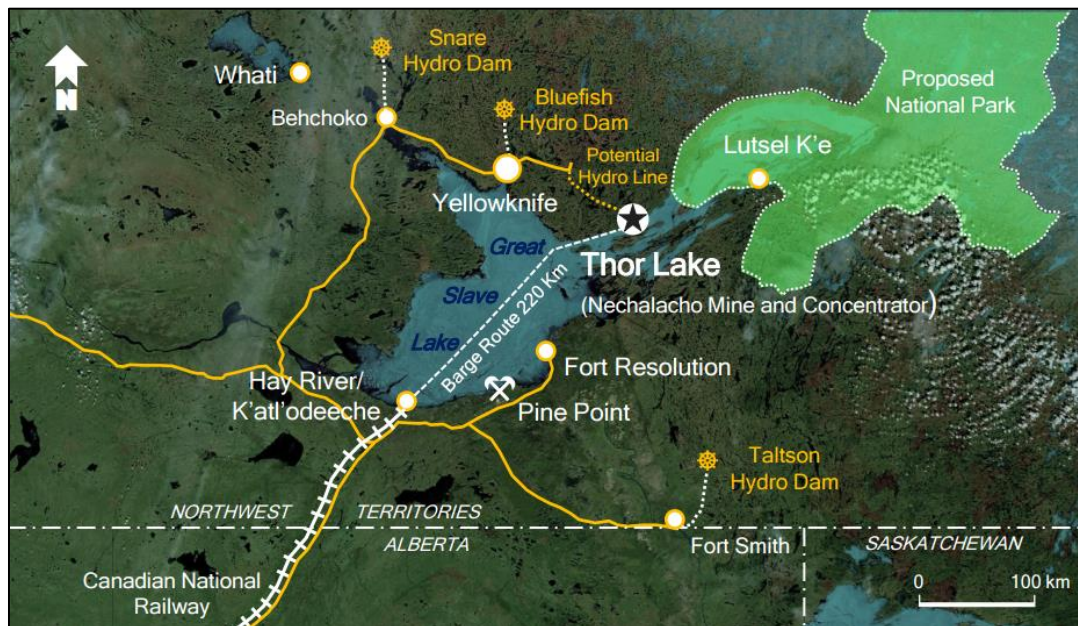 Snare
Hydro Dam
Whati
Behchoko
Bluefish
Hydro Dam
Proposed
National Park
N
Potential
Hydro Line
Lutsel K'e
Yellowknife
Great
Slave
Lake
Barge Route 220 Km
Thor Lake
(Nechalacho Mine and Concentrator)
Hay River/
K'atl'odeeche
Fort Resolution
Pine Point
Taltson
Hydro Dam
NORTHWEST TERRITORIES
ALBERTA
Fort Smith
SASKATCHEWAN
Canadian National
Railway
0 100 km